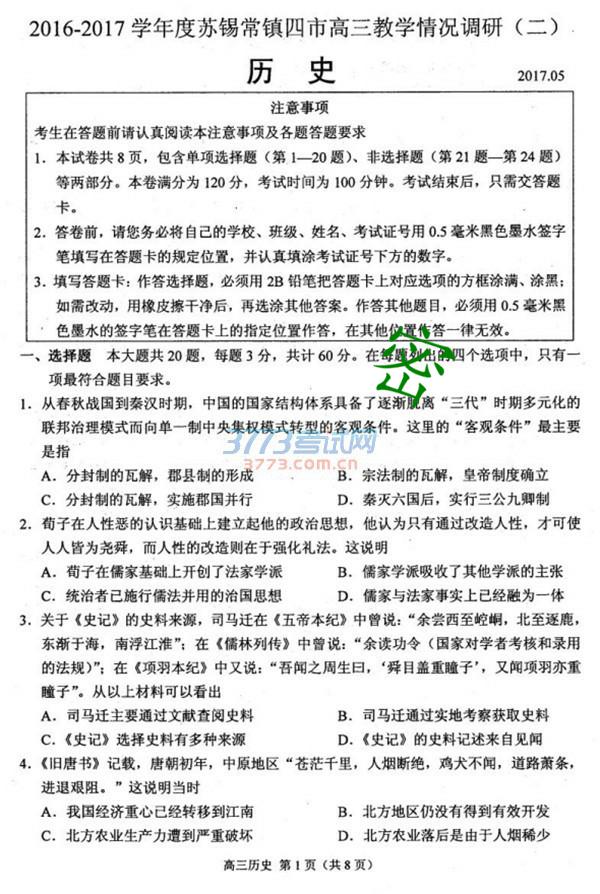 2016-2017 学年度苏锡常镇四市高三教学情况调研（二）
历 史
2017.05
注意事项
考生在答题前请认真阅读本注意事项及各题答题要求
1. 本试卷共 8 页，包含单项选择题（第 1—20 题）、非选择题（第 21 题—第 24 题）
等两部分。本卷满分为 120 分，考试时间为 100 分钟。考试结束后，只需交答题
卡。
2. 答卷前，请您务必将自己的学校、班级、姓名、考试证号用 0.5 毫米黑色墨水签字
笔填写在答题卡的规定位置，并认真填涂考试证号下方的数字。
3. 填写答题卡：作答选择题，必须用 2B 铅笔把答题卡上对应选项的方框涂满、涂黑；
如需改动，用橡皮擦干净后，再选涂其他答案。作答其他题目，必须用 0.5 毫米黑
色墨水的签字笔在答题卡上的指定位置作答，在其他位置作答一律无效。
密
一、选择题　本大题共 20 题，每题 3 分，共计 60 分。在每题列出的四个选项中，只有一
项最符合题目要求。
1. 从春秋战国到秦汉时期，中国的国家结构体系具备了逐渐脱离“三代”时期多元化的
联邦治理模式而向单一制中央集权模式转型的客观条件。这里的“客观条件”最主要
是指
3773考试网
3773.com.cn
A．分封制的瓦解，郡县制的形成　B．宗法制的瓦解，皇帝制度确立
C．分封制的瓦解，实施郡国并行　D．秦灭六国后，实行三公九卿制
2. 荀子在人性恶的认识基础上建立起他的政治思想，他认为只有通过改造人性，才可使
人人皆为尧舜，而人性的改造则在于强化礼法。这说明
A．荀子在儒家基础上开创了法家学派　B．儒家学派吸收了其他学派的主张
C．统治者已施行儒法并用的治国思想　D．儒家与法家事实上已经融为一体
3. 关于《史记》的史料来源，司马迁在《五帝本纪》中曾说：“余尝西至崆峒，北至逐鹿，
东渐于海，南浮江淮”；在《儒林列传》中曾说：“余读功令（国家对学者考核和录用
的法规）”；在《项羽本纪》中又说：“吾闻之周生曰，‘舜目盖重瞳子’，又闻项羽亦重
瞳子”。从以上材料可以看出
A．司马迁主要通过文献查阅史料　B．司马迁通过实地考察获取史料
C．《史记》选择史料有多种来源　D．《史记》的史料记述来自见闻
4. 《旧唐书》记载，唐朝初年，中原地区“苍茫千里，人烟断绝，鸡犬不闻，道路萧条，
进退艰阻。”这说明当时
A．我国经济重心已经转移到江南　B．北方地区仍没有得到有效开发
C．北方农业生产力遭到严重破坏　D．北方农业落后是由于人烟稀少
高三历史 第 1 页（共 8 页）